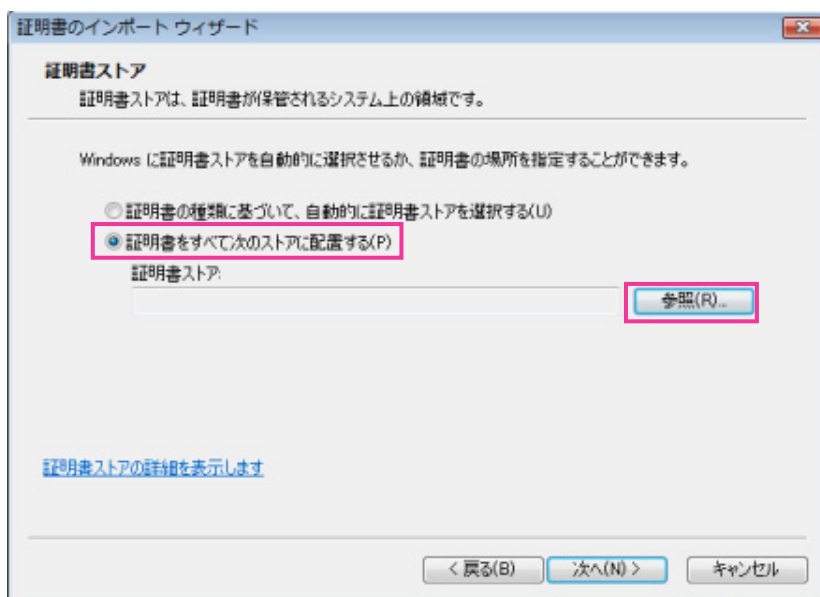 証明書のインポート ウィザード
証明書ストア
証明書ストアは、証明書が保管されるシステム上の領域です。
Windows に証明書ストアを自動的に選択させるか、証明書の場所を指定することができます。
証明書の種類に基づいて、自動的に証明書ストアを選択する(U)
証明書をすべて次のストアに配置する(P)
証明書ストア:
参照(R)...
証明書ストアの詳細を表示します
< 戻る(B)
次へ(N) >
キャンセル